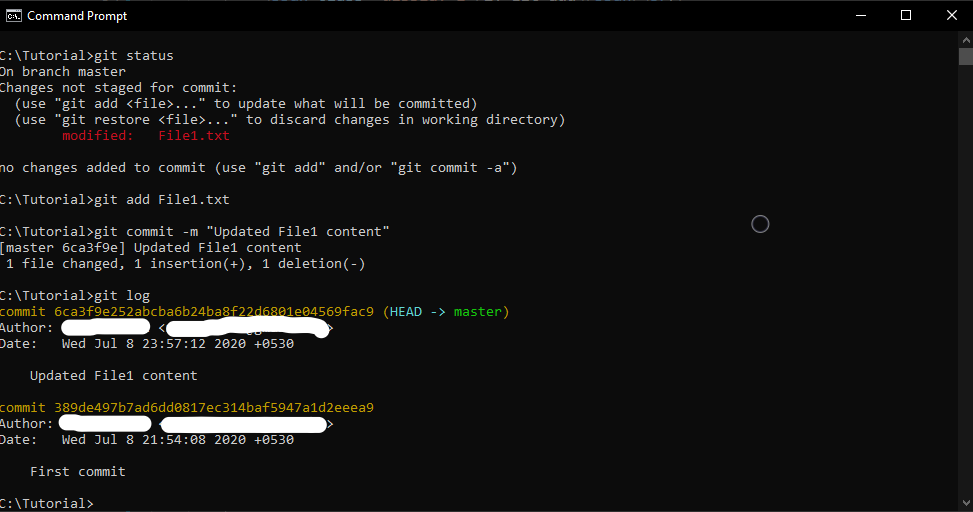 Command Prompt
C:\Tutorial>git status
On branch master
Changes not staged for commit:
(use "git add <file>..." to update what will be committed)
(use "git restore <file>..." to discard changes in working directory)
modified: File1.txt
no changes added to commit (use "git add" and/or "git commit -a")
C:\Tutorial>git add File1.txt
C:\Tutorial>git commit -m "Updated File1 content"
[master 6ca3f9e] Updated File1 content
1 file changed, 1 insertion(+), 1 deletion(-)
C:\Tutorial>git log
commit 6ca3f9e252abcba6b24ba8f22d6801e04569fac9 (HEAD -> master)
Author: < >
Date: Wed Jul 8 23:57:12 2020 +0530
Updated File1 content
commit 389de497b7ad6dd0817ec314baf5947a1d2eeea9
Author: < >
Date: Wed Jul 8 21:54:08 2020 +0530
First commit
C:\Tutorial>